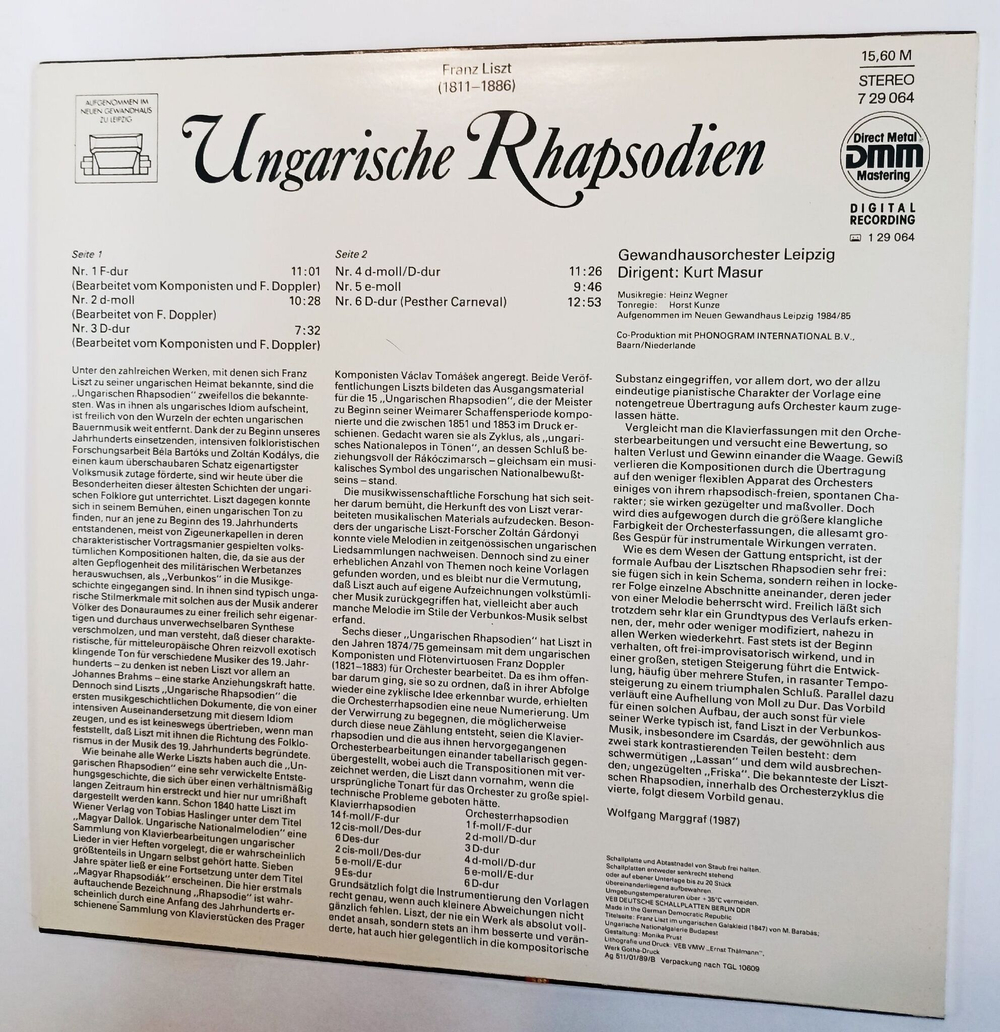 Franz Liszt
(1811–1886)
AUFGENOMMEN IM
NEUEN GEWANDHAUS
ZU LEIPZIG
Ungarische Rhapsodien
15,60 M
STEREO
7 29 064
Direct Metal
DMM
Mastering
DIGITAL
RECORDING
1 29 064
Seite 1
Nr. 1 F-dur 11:01
(Bearbeitet vom Komponisten und F. Doppler)
Nr. 2 d-moll 10:28
(Bearbeitet von F. Doppler)
Nr. 3 D-dur 7:32
(Bearbeitet vom Komponisten und F. Doppler)
Seite 2
Nr. 4 d-moll/D-dur 11:26
Nr. 5 e-moll 9:46
Nr. 6 D-dur (Pesther Carneval) 12:53
Gewandhausorchester Leipzig
Dirigent: Kurt Masur
Musikregie: Heinz Wegner
Tonregie: Horst Kunze
Aufgenommen im Neuen Gewandhaus Leipzig 1984/85
Co-Produktion mit PHONOGRAM INTERNATIONAL B.V.,
Baarn/Niederlande
Unter den zahlreichen Werken, mit denen sich Franz
Liszt zu seiner ungarischen Heimat bekannte, sind die
„Ungarischen Rhapsodien" zweifellos die bekannte-
sten. Was in ihnen als ungarisches Idiom aufscheint,
ist freilich von den Wurzeln der echten ungarischen
Bauernmusik weit entfernt. Dank der zu Beginn unseres
Jahrhunderts einsetzenden, intensiven folkloristischen
Forschungsarbeit Béla Bartóks und Zoltán Kodálys, die
einen kaum überschaubaren Schatz eigenartigster
Volksmusik zutage förderte, sind wir heute über die
Besonderheiten dieser ältesten Schichten der ungari-
schen Folklore gut unterrichtet. Liszt dagegen konnte
sich in seinem Bemühen, einen ungarischen Ton zu
finden, nur an jene zu Beginn des 19. Jahrhunderts
entstandenen, meist von Zigeunerkapellen in deren
charakteristischer Vortragsmanier gespielten volks-
tümlichen Kompositionen halten, die, da sie aus der
alten Gepflogenheit des militärischen Werbetanzes
herauswuchsen, als „Verbunkos" in die Musikge-
schichte eingegangen sind. In ihnen sind typisch unga-
rische Stilmerkmale mit solchen aus der Musik anderer
Völker des Donauraumes zu einer freilich sehr eigenar-
tigen und durchaus unverwechselbaren Synthese
verschmolzen, und man versteht, daß dieser charakte-
ristische, für mitteleuropäische Ohren reizvoll exotisch
klingende Ton für verschiedene Musiker des 19. Jahr-
hunderts – zu denken ist neben Liszt vor allem an
Johannes Brahms – eine starke Anziehungskraft hatte.
Dennoch sind Liszts „Ungarische Rhapsodien" die
ersten musikgeschichtlichen Dokumente, die von einer
intensiven Auseinandersetzung mit diesem Idiom
zeugen, und es ist keineswegs übertrieben, wenn man
feststellt, daß Liszt mit ihnen die Richtung des Folklo-
rismus in der Musik des 19. Jahrhunderts begründete.
Wie beinahe alle Werke Liszts haben auch die „Un-
garischen Rhapsodien" eine sehr verwickelte Entste-
hungsgeschichte, die sich über einen verhältnismäßig
langen Zeitraum hin erstreckt und hier nur umrißhaft
dargestellt werden kann. Schon 1840 hatte Liszt im
Wiener Verlag von Tobias Haslinger unter dem Titel
„Magyar Dallok. Ungarische Nationalmelodien" eine
Sammlung von Klavierbearbeitungen ungarischer
Lieder in vier Heften vorgelegt, die er wahrscheinlich
größtenteils in Ungarn selbst gehört hatte. Sieben
Jahre später ließ er eine Fortsetzung unter dem Titel
„Magyar Rhapsodiák" erscheinen. Die hier erstmals
auftauchende Bezeichnung „Rhapsodie" ist wahr-
scheinlich durch eine Anfang des Jahrhunderts er-
schienene Sammlung von Klavierstücken des Prager
Komponisten Václav Tomášek angeregt. Beide Veröf-
fentlichungen Liszts bildeten das Ausgangsmaterial
für die 15 „Ungarischen Rhapsodien", die der Meister
zu Beginn seiner Weimarer Schaffensperiode kompo-
nierte und die zwischen 1851 und 1853 im Druck er-
schienen. Gedacht waren sie als Zyklus, als „ungari-
sches Nationalepos in Tönen", an dessen Schluß be-
ziehungsvoll der Rákóczimarsch – gleichsam ein musi-
kalisches Symbol des ungarischen Nationalbewußt-
seins – stand.
Die musikwissenschaftliche Forschung hat sich seit-
her darum bemüht, die Herkunft des von Liszt verar-
beiteten musikalischen Materials aufzudecken. Beson-
ders der ungarische Liszt-Forscher Zoltán Gárdonyi
konnte viele Melodien in zeitgenössischen ungarischen
Liedsammlungen nachweisen. Dennoch sind zu einer
erheblichen Anzahl von Themen noch keine Vorlagen
gefunden worden, und es bleibt nur die Vermutung,
daß Liszt auch auf eigene Aufzeichnungen volkstümli-
cher Musik zurückgegriffen hat, vielleicht aber auch
manche Melodie im Stile der Verbunkos-Musik selbst
erfand.
Sechs dieser „Ungarischen Rhapsodien" hat Liszt in
den Jahren 1874/75 gemeinsam mit dem ungarischen
Komponisten und Flötenvirtuosen Franz Doppler
(1821–1883) für Orchester bearbeitet. Da es ihm offen-
bar darum ging, sie so zu ordnen, daß in ihrer Abfolge
wieder eine zyklische Idee erkennbar wurde, erhielten
die Orchesterrhapsodien eine neue Numerierung. Um
der Verwirrung zu begegnen, die möglicherweise
durch diese neue Zählung entsteht, seien die Klavier-
rhapsodien und die aus ihnen hervorgegangenen
Orchesterbearbeitungen einander tabellarisch gegen-
übergestellt, wobei auch die Transpositionen mit ver-
zeichnet werden, die Liszt dann vornahm, wenn die
ursprüngliche Tonart für das Orchester zu große spiel-
technische Probleme geboten hätte.
Klavierrhapsodien Orchesterrhapsodien
14 f-moll/F-dur 1 f-moll/F-dur
12 cis-moll/Des-dur 2 d-moll/D-dur
6 Des-dur 3 D-dur
2 cis-moll/Des-dur 4 d-moll/D-dur
5 e-moll/E-dur 5 e-moll/E-dur
9 Es-dur 6 D-dur
Grundsätzlich folgt die Instrumentierung den Vorlagen
recht genau, wenn auch kleinere Abweichungen nicht
gänzlich fehlen. Liszt, der nie ein Werk als absolut voll-
endet ansah, sondern stets an ihm besserte und verän-
derte, hat auch hier gelegentlich in die kompositorische
Substanz eingegriffen, vor allem dort, wo der allzu
eindeutige pianistische Charakter der Vorlage eine
notengetreue Übertragung aufs Orchester kaum zuge-
lassen hätte.
Vergleicht man die Klavierfassungen mit den Orche-
sterbearbeitungen und versucht eine Bewertung, so
halten Verlust und Gewinn einander die Waage. Gewiß
verlieren die Kompositionen durch die Übertragung
auf den weniger flexiblen Apparat des Orchesters
einiges von ihrem rhapsodisch-freien, spontanen Cha-
rakter; sie wirken gezügelter und maßvoller. Doch
wird dies aufgewogen durch die größere klangliche
Farbigkeit der Orchesterfassungen, die allesamt gro-
ßes Gespür für instrumentale Wirkungen verraten.
Wie es dem Wesen der Gattung entspricht, ist der
formale Aufbau der Lisztschen Rhapsodien sehr frei:
sie fügen sich in kein Schema, sondern reihen in locke-
rer Folge einzelne Abschnitte aneinander, deren jeder
von einer Melodie beherrscht wird. Freilich läßt sich
trotzdem sehr klar ein Grundtypus des Verlaufs erken-
nen, der, mehr oder weniger modifiziert, nahezu in
allen Werken wiederkehrt. Fast stets ist der Beginn
verhalten, oft frei-improvisatorisch wirkend, und in
einer großen, stetigen Steigerung führt die Entwick-
lung, häufig über mehrere Stufen, in rasanter Tempo-
steigerung zu einem triumphalen Schluß. Parallel dazu
verläuft eine Aufhellung von Moll zu Dur. Das Vorbild
für einen solchen Aufbau, der auch sonst für viele
seiner Werke typisch ist, fand Liszt in der Verbunkos-
Musik, insbesondere im Csardás, der gewöhnlich aus
zwei stark kontrastierenden Teilen besteht: dem
schwermütigen „Lassan" und dem wild ausbrechen-
den, ungezügelten „Friska". Die bekannteste der Liszt-
schen Rhapsodien, innerhalb des Orchesterzyklus die
vierte, folgt diesem Vorbild genau.
Wolfgang Marggraf (1987)
Schallplatte und Abtastnadel von Staub frei halten.
Schallplatten entweder senkrecht stehend
oder auf ebener Unterlage bis zu 20 Stück
übereinanderliegend aufbewahren.
Umgebungstemperaturen über + 35°C vermeiden.
VEB DEUTSCHE SCHALLPLATTEN BERLIN DDR
Made in the German Democratic Republic
Titelseite: Franz Liszt im ungarischen Galakleid (1847) von M. Barabás;
Ungarische Nationalgalerie Budapest
Gestaltung: Monika Prust
Lithografie und Druck: VEB VMW „Ernst Thälmann",
Werk Gotha-Druck
Ag 511/01/89/B Verpackung nach TGL 10609